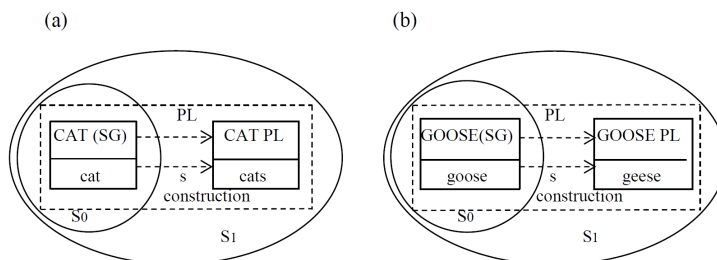 (a)
PL
CAT (SG)
CAT PL
cat
s
cats
construction
S0
S1
(b)
PL
GOOSE(SG)
GOOSE PL
goose
s
geese
construction
S0
S1